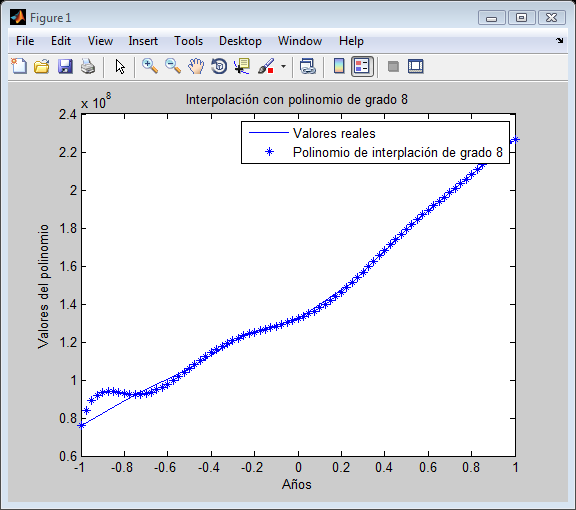 Figure 1
File Edit View Insert Tools Desktop Window Help
Interpolación con polinomio de grado 8
x 10^8
Valores reales
Polinomio de interplación de grado 8
2.4
2.2
2
1.8
1.6
1.4
1.2
1
0.8
0.6
Valores del polinomio
-1 -0.8 -0.6 -0.4 -0.2 0 0.2 0.4 0.6 0.8 1
Años